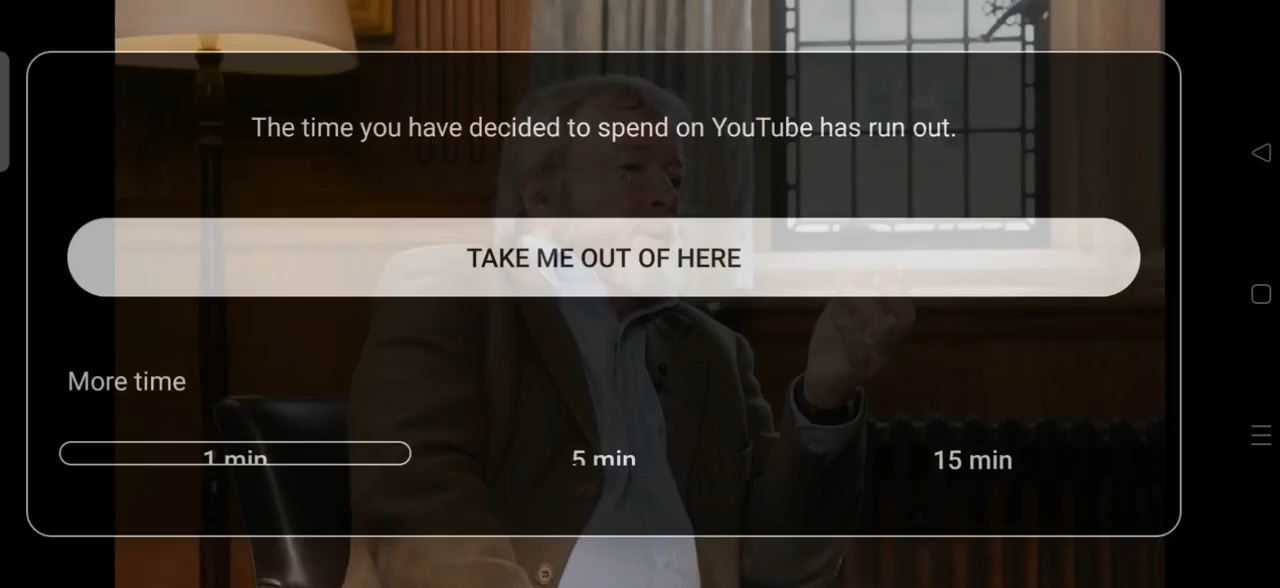 The time you have decided to spend on YouTube has run out.
TAKE ME OUT OF HERE
More time
1 min
5 min
15 min